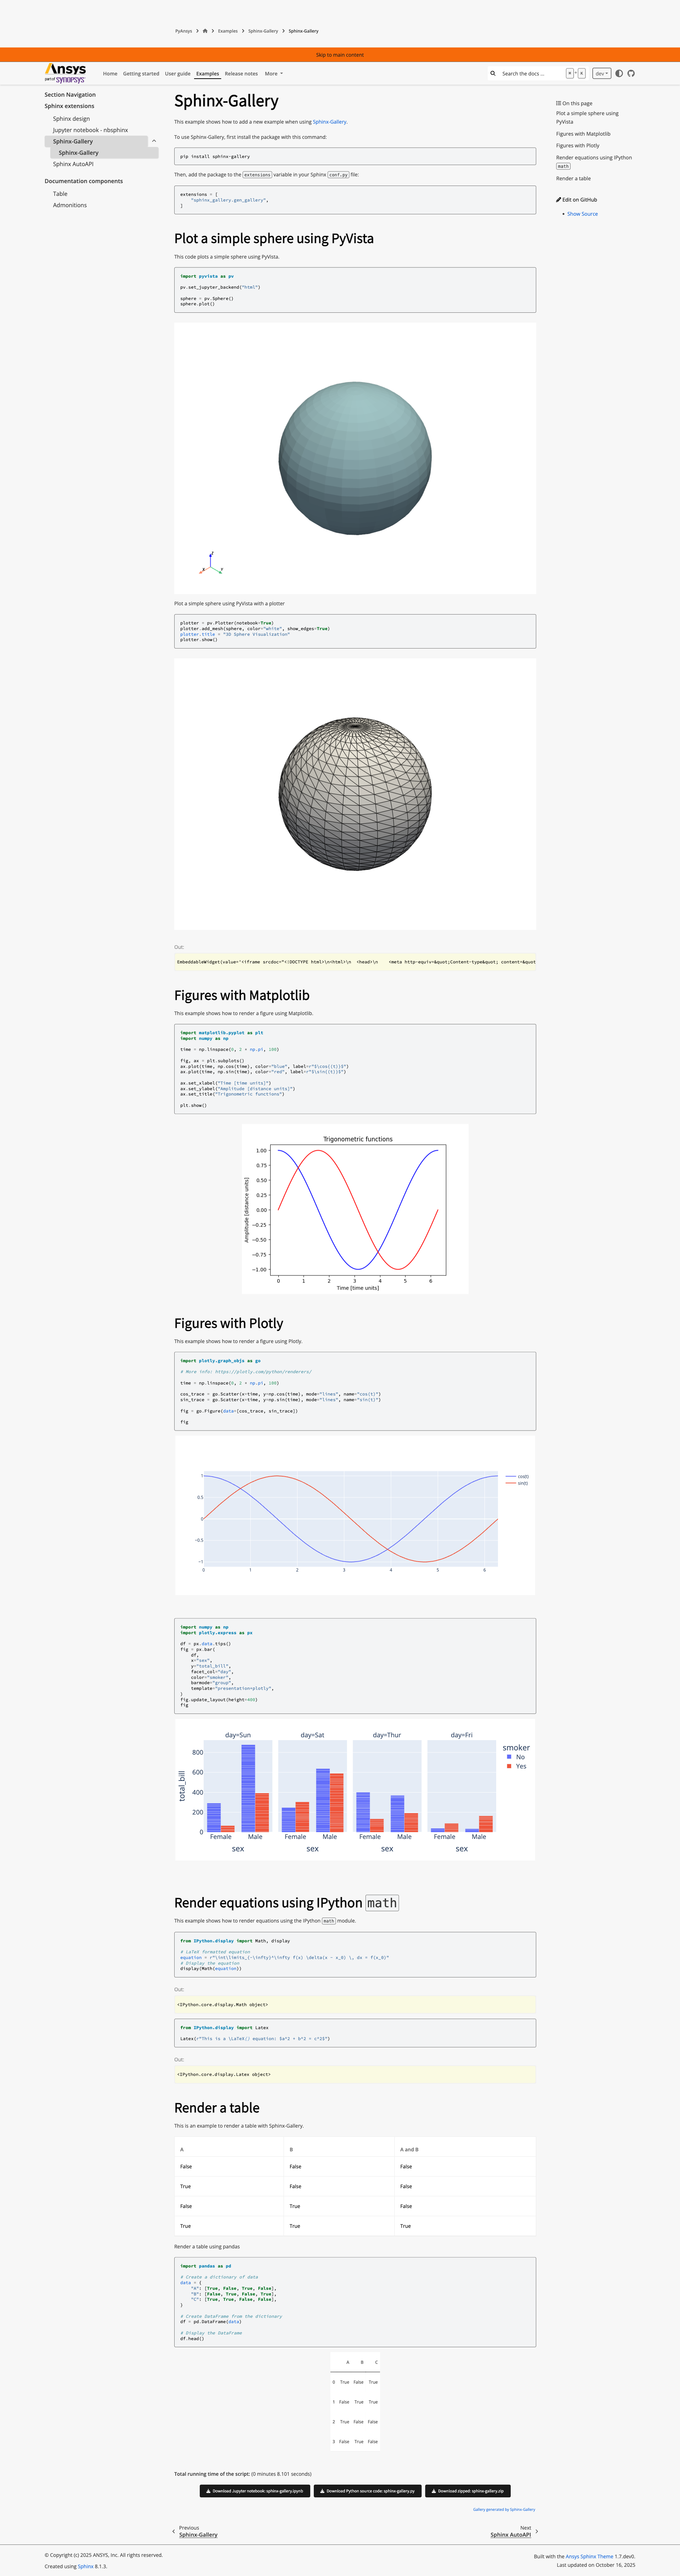 PyAnsys > > Examples > Sphinx-Gallery > Sphinx-Gallery
Skip to main content
Ansys
part of SYNOPSYS
Home Getting started User guide Examples Release notes More
Search the docs ... + K
dev
Section Navigation
Sphinx extensions
Sphinx design
Jupyter notebook - nbsphinx
Sphinx-Gallery
Sphinx-Gallery
Sphinx AutoAPI
Documentation components
Table
Admonitions
On this page
Plot a simple sphere using
PyVista
Figures with Matplotlib
Figures with Plotly
Render equations using IPython
math
Render a table
Edit on GitHub
Show Source
Sphinx-Gallery
This example shows how to add a new example when using Sphinx-Gallery.
To use Sphinx-Gallery, first install the package with this command:
pip install sphinx-gallery
Then, add the package to the extensions variable in your Sphinx conf.py file:
extensions = [
"sphinx_gallery.gen_gallery",
]
Plot a simple sphere using PyVista
This code plots a simple sphere using PyVista.
import pyvista as pv
pv.set_jupyter_backend("html")
sphere = pv.Sphere()
sphere.plot()
Z
X Y
Plot a simple sphere using PyVista with a plotter
plotter = pv.Plotter(notebook=True)
plotter.add_mesh(sphere, color="white", show_edges=True)
plotter.title = "3D Sphere Visualization"
plotter.show()
Out:
EmbeddableWidget(value='<iframe srcdoc="<!DOCTYPE html>\n<html>\n  <head>\n    <meta http-equiv=&quot;Content-type&quot; content=&quot
Figures with Matplotlib
This example shows how to render a figure using Matplotlib.
import matplotlib.pyplot as plt
import numpy as np
time = np.linspace(0, 2 * np.pi, 100)
fig, ax = plt.subplots()
ax.plot(time, np.cos(time), color="blue", label=r"$\cos{(t)}$")
ax.plot(time, np.sin(time), color="red", label=r"$\sin{(t)}$")
ax.set_xlabel("Time [time units]")
ax.set_ylabel("Amplitude [distance units]")
ax.set_title("Trigonometric functions")
plt.show()
Trigonometric functions
1.00
0.75
0.50
0.25
0.00
−0.25
−0.50
−0.75
−1.00
Amplitude [distance units]
0 1 2 3 4 5 6
Time [time units]
Figures with Plotly
This example shows how to render a figure using Plotly.
import plotly.graph_objs as go
# More info: https://plotly.com/python/renderers/
time = np.linspace(0, 2 * np.pi, 100)
cos_trace = go.Scatter(x=time, y=np.cos(time), mode="lines", name="cos(t)")
sin_trace = go.Scatter(x=time, y=np.sin(time), mode="lines", name="sin(t)")
fig = go.Figure(data=[cos_trace, sin_trace])
fig
1
0.5
0
−0.5
−1
0 1 2 3 4 5 6
cos(t)
sin(t)
import numpy as np
import plotly.express as px
df = px.data.tips()
fig = px.bar(
df,
x="sex",
y="total_bill",
facet_col="day",
color="smoker",
barmode="group",
template="presentation+plotly",
)
fig.update_layout(height=400)
fig
day=Sun day=Sat day=Thur day=Fri
smoker
No
Yes
800
600
400
200
0
total_bill
Female Male Female Male Female Male Female Male
sex sex sex sex
Render equations using IPython math
This example shows how to render equations using the IPython math module.
from IPython.display import Math, display
# LaTeX formatted equation
equation = r"\int\limits_{-\infty}^\infty f(x) \delta(x - x_0) \, dx = f(x_0)"
# Display the equation
display(Math(equation))
Out:
<IPython.core.display.Math object>
from IPython.display import Latex
Latex(r"This is a \LaTeX{} equation: $a^2 + b^2 = c^2$")
Out:
<IPython.core.display.Latex object>
Render a table
This is an example to render a table with Sphinx-Gallery.
A B A and B
False False False
True False False
False True False
True True True
Render a table using pandas
import pandas as pd
# Create a dictionary of data
data = {
"A": [True, False, True, False],
"B": [False, True, False, True],
"C": [True, True, False, False],
}
# Create DataFrame from the dictionary
df = pd.DataFrame(data)
# Display the DataFrame
df.head()
A B C
0 True False True
1 False True True
2 True False False
3 False True False
Total running time of the script: (0 minutes 8.101 seconds)
Download Jupyter notebook: sphinx-gallery.ipynb
Download Python source code: sphinx-gallery.py
Download zipped: sphinx-gallery.zip
Gallery generated by Sphinx-Gallery
Previous
Sphinx-Gallery
Next
Sphinx AutoAPI
© Copyright (c) 2025 ANSYS, Inc. All rights reserved.
Created using Sphinx 8.1.3.
Built with the Ansys Sphinx Theme 1.7.dev0.
Last updated on October 16, 2025